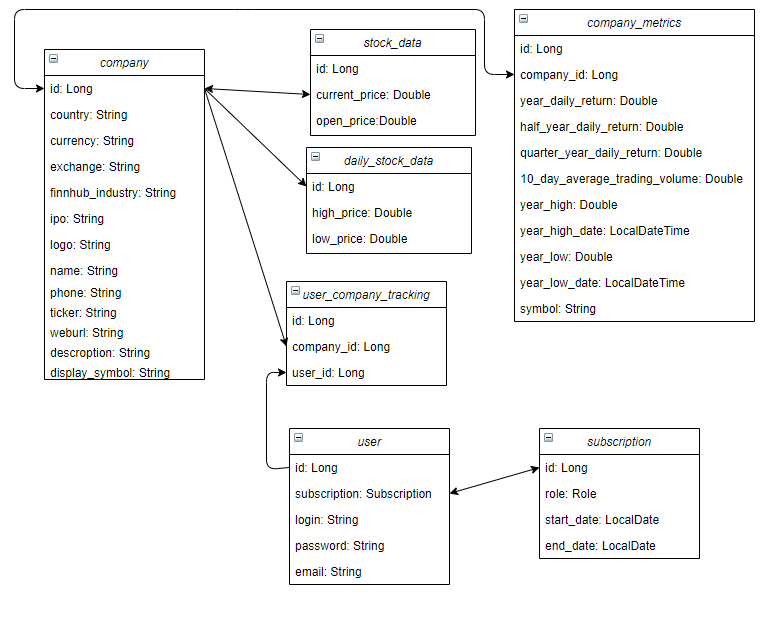 company
id: Long
country: String
currency: String
exchange: String
finnhub_industry: String
ipo: String
logo: String
name: String
phone: String
ticker: String
weburl: String
descroption: String
display_symbol: String
stock_data
id: Long
current_price: Double
open_price:Double
daily_stock_data
id: Long
high_price: Double
low_price: Double
user_company_tracking
id: Long
company_id: Long
user_id: Long
company_metrics
id: Long
company_id: Long
year_daily_return: Double
half_year_daily_return: Double
quarter_year_daily_return: Double
10_day_average_trading_volume: Double
year_high: Double
year_high_date: LocalDateTime
year_low: Double
year_low_date: LocalDateTime
symbol: String
user
id: Long
subscription: Subscription
login: String
password: String
email: String
subscription
id: Long
role: Role
start_date: LocalDate
end_date: LocalDate